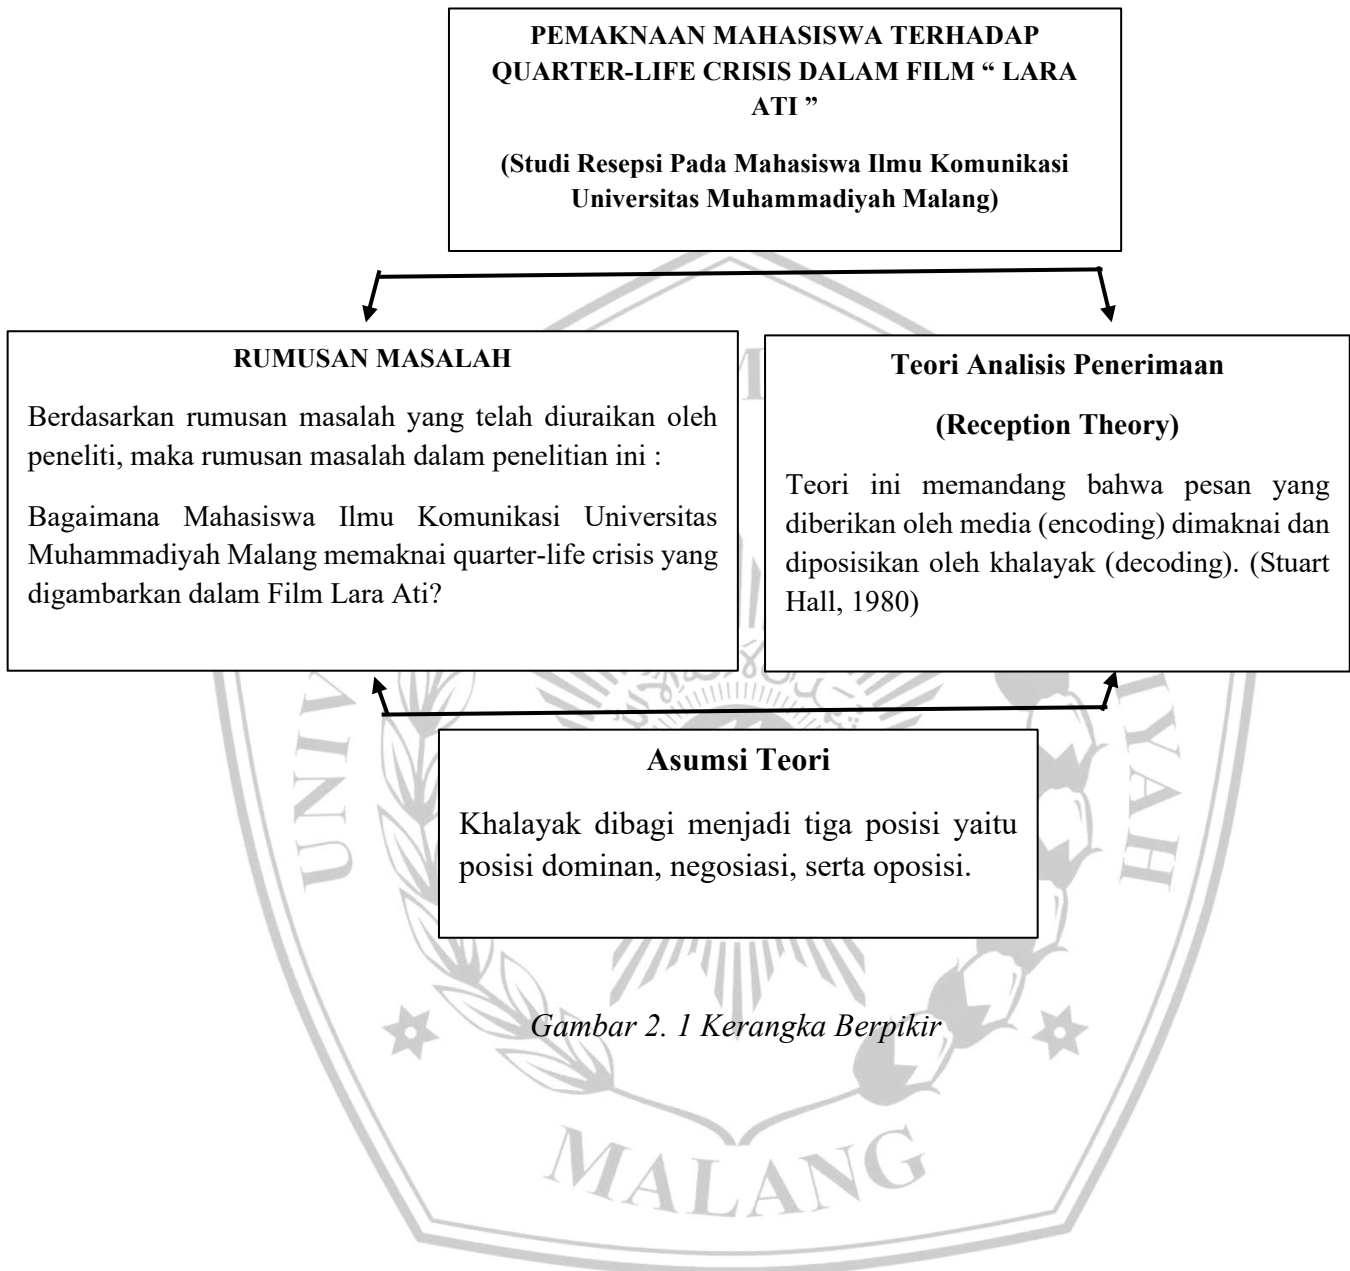 PEMAKNAAN MAHASISWA TERHADAP
QUARTER-LIFE CRISIS DALAM FILM “ LARA
ATI ”
(Studi Resepsi Pada Mahasiswa Ilmu Komunikasi
Universitas Muhammadiyah Malang)
RUMUSAN MASALAH
Berdasarkan rumusan masalah yang telah diuraikan oleh
peneliti, maka rumusan masalah dalam penelitian ini :
Bagaimana Mahasiswa Ilmu Komunikasi Universitas
Muhammadiyah Malang memaknai quarter-life crisis yang
digambarkan dalam Film Lara Ati?
Teori Analisis Penerimaan
(Reception Theory)
Teori ini memandang bahwa pesan yang
diberikan oleh media (encoding) dimaknai dan
diposisikan oleh khalayak (decoding). (Stuart
Hall, 1980)
Asumsi Teori
Khalayak dibagi menjadi tiga posisi yaitu
posisi dominan, negosiasi, serta oposisi.
Gambar 2. 1 Kerangka Berpikir
MALANG